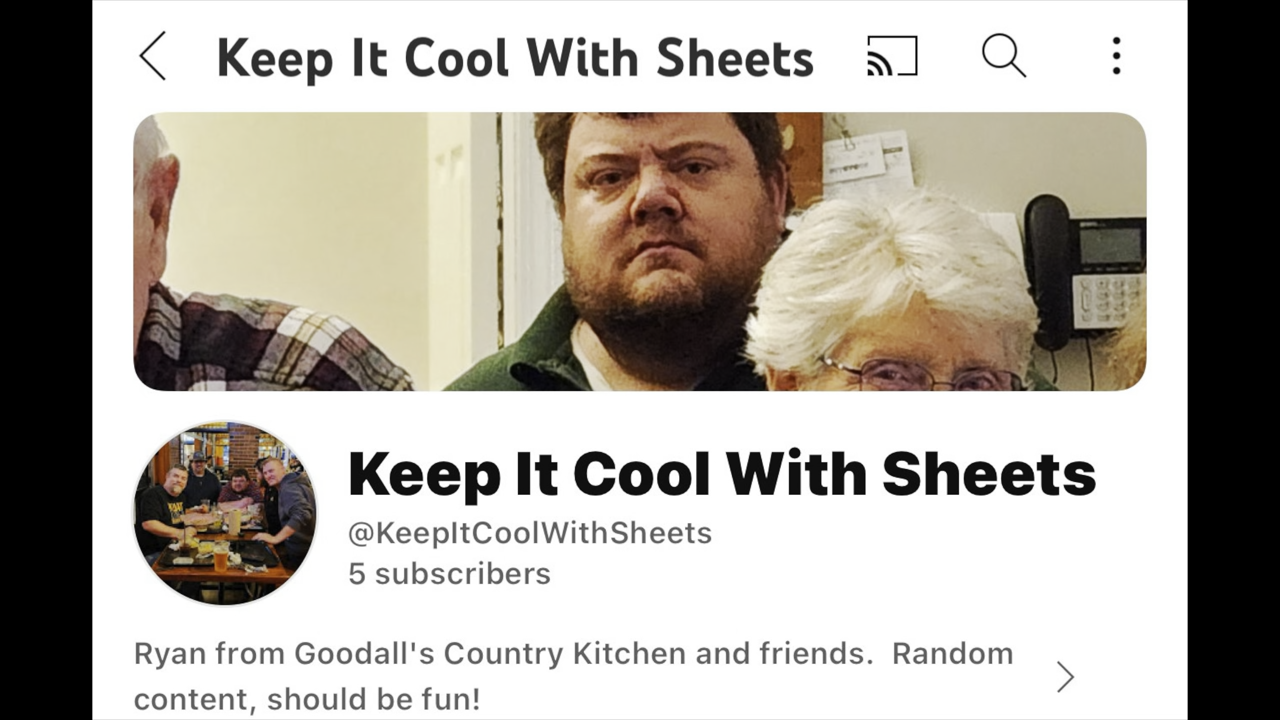 Keep It Cool With Sheets
Keep It Cool With Sheets
@KeepItCoolWithSheets
5 subscribers
Ryan from Goodall's Country Kitchen and friends.  Random
content, should be fun!